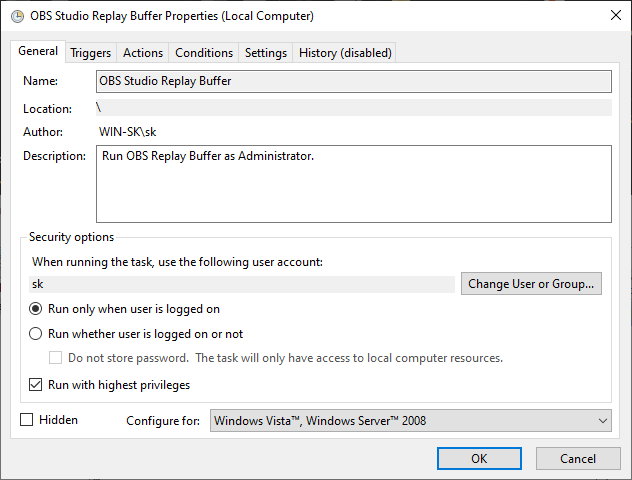 OBS Studio Replay Buffer Properties (Local Computer)
General Triggers Actions Conditions Settings History (disabled)
Name: OBS Studio Replay Buffer
Location: \
Author: WIN-SK\sk
Description: Run OBS Replay Buffer as Administrator.
Security options
When running the task, use the following user account:
sk Change User or Group...
Run only when user is logged on
Run whether user is logged on or not
Do not store password. The task will only have access to local computer resources.
Run with highest privileges
Hidden Configure for: Windows Vista™, Windows Server™ 2008
OK Cancel